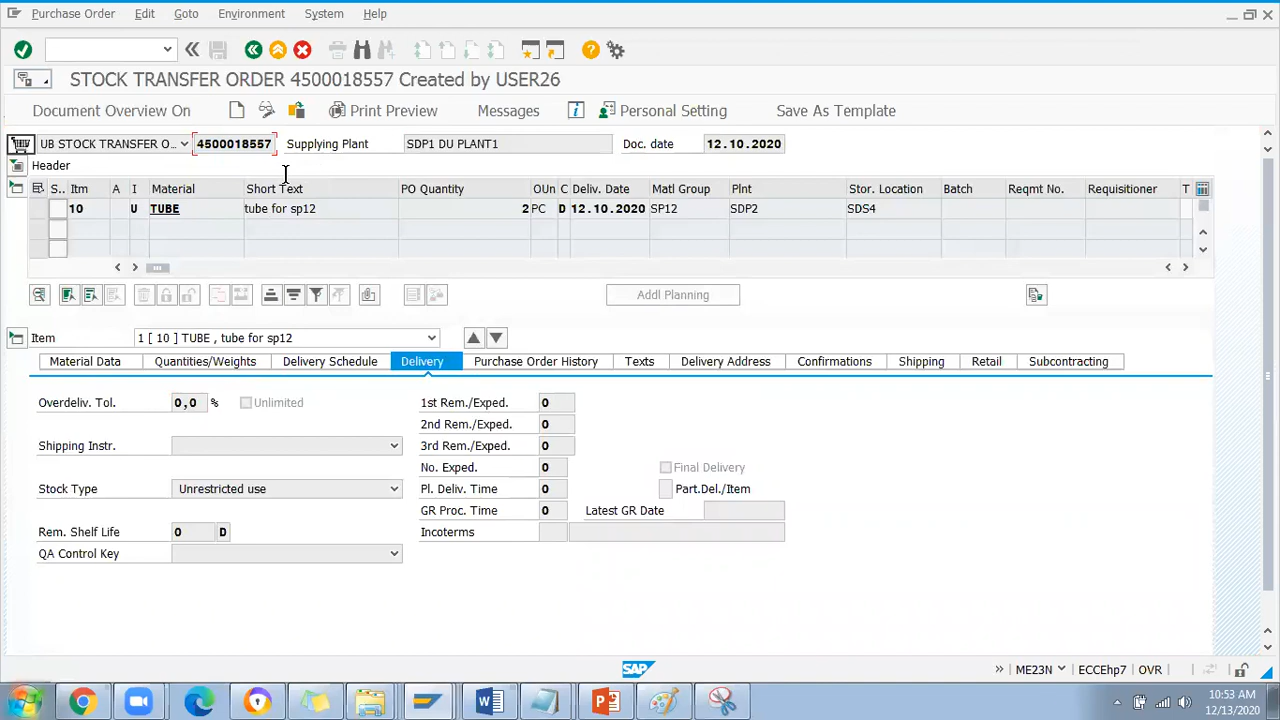 Purchase Order Edit Goto Environment System Help
STOCK TRANSFER ORDER 4500018557 Created by USER26
Document Overview On Print Preview Messages Personal Setting Save As Template
UB STOCK TRANSFER O... 4500018557 Supplying Plant SDP1 DU PLANT1 Doc. date 12.10.2020
Header
S.. Itm A I Material Short Text PO Quantity OUn C Deliv. Date Matl Group Plnt Stor. Location Batch Reqmt No. Requisitioner T
10 U TUBE tube for sp12 2 PC D 12.10.2020 SP12 SDP2 SDS4
Addl Planning
Item 1 [ 10 ] TUBE , tube for sp12
Material Data Quantities/Weights Delivery Schedule Delivery Purchase Order History Texts Delivery Address Confirmations Shipping Retail Subcontracting
Overdeliv. Tol. 0,0 % Unlimited 1st Rem./Exped. 0
2nd Rem./Exped. 0
Shipping Instr. 3rd Rem./Exped. 0
No. Exped. 0 Final Delivery
Stock Type Unrestricted use Pl. Deliv. Time 0 Part.Del./Item
GR Proc. Time 0 Latest GR Date
Rem. Shelf Life 0 D Incoterms
QA Control Key
SAP ME23N ECCEhp7 OVR
10:53 AM
12/13/2020